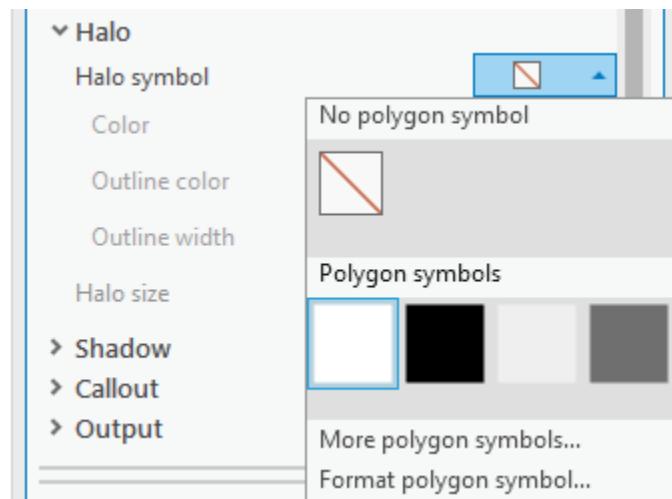 Halo
Halo symbol
No polygon symbol
Color
Outline color
Outline width
Polygon symbols
Halo size
Shadow
Callout
Output
More polygon symbols...
Format polygon symbol...